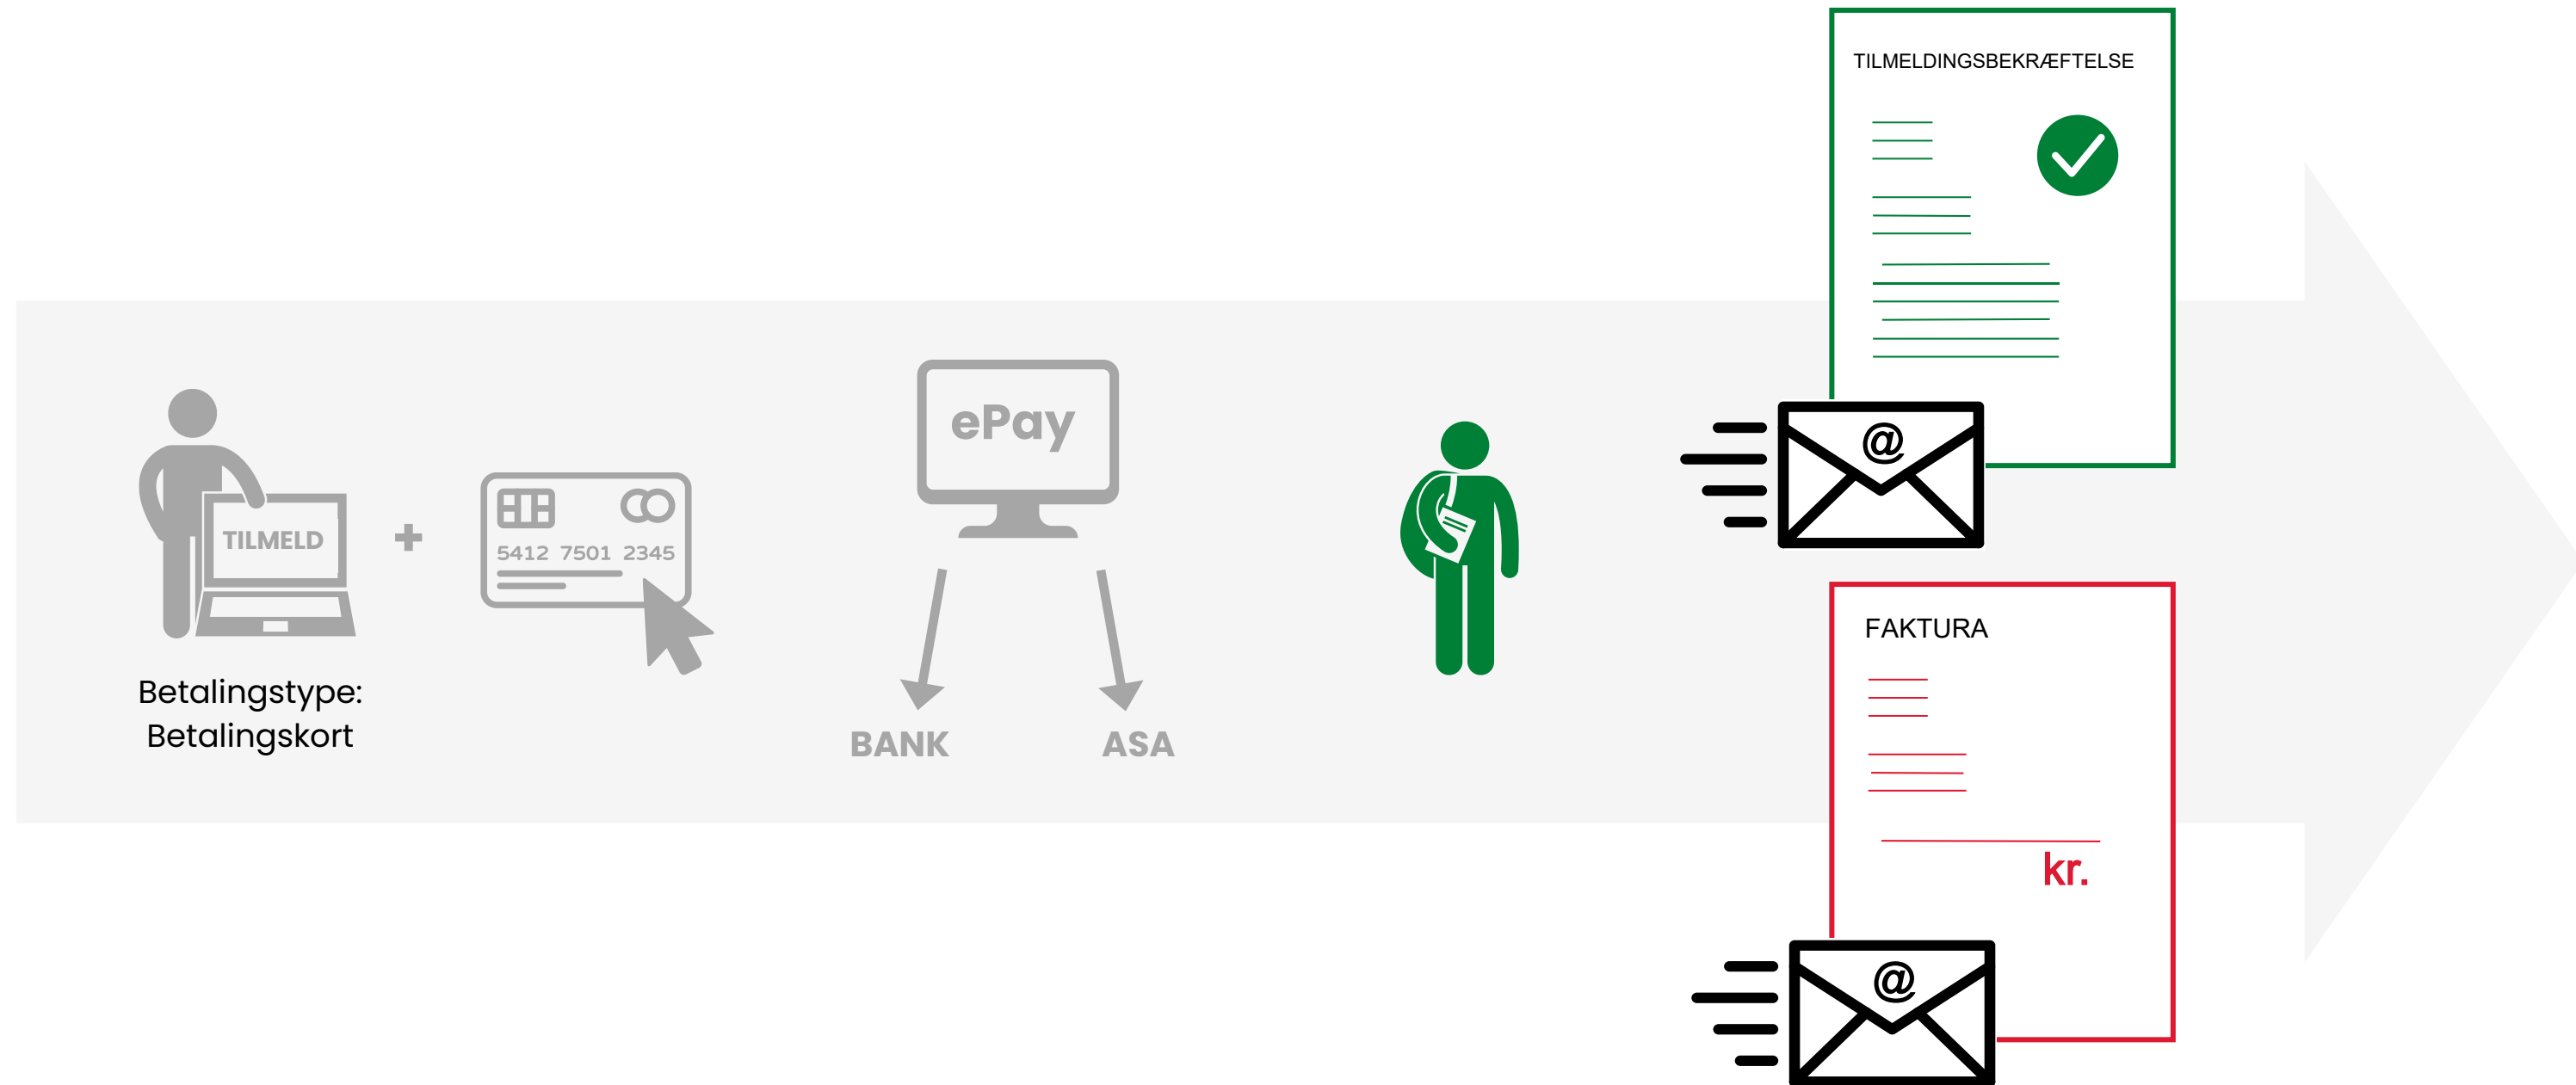 TILMELDINGSBEKRÆFTELSE
@
ePay
TILMELD
+
5412 7501 2345
Betalingstype:
Betalingskort
BANK
ASA
FAKTURA
kr.
@